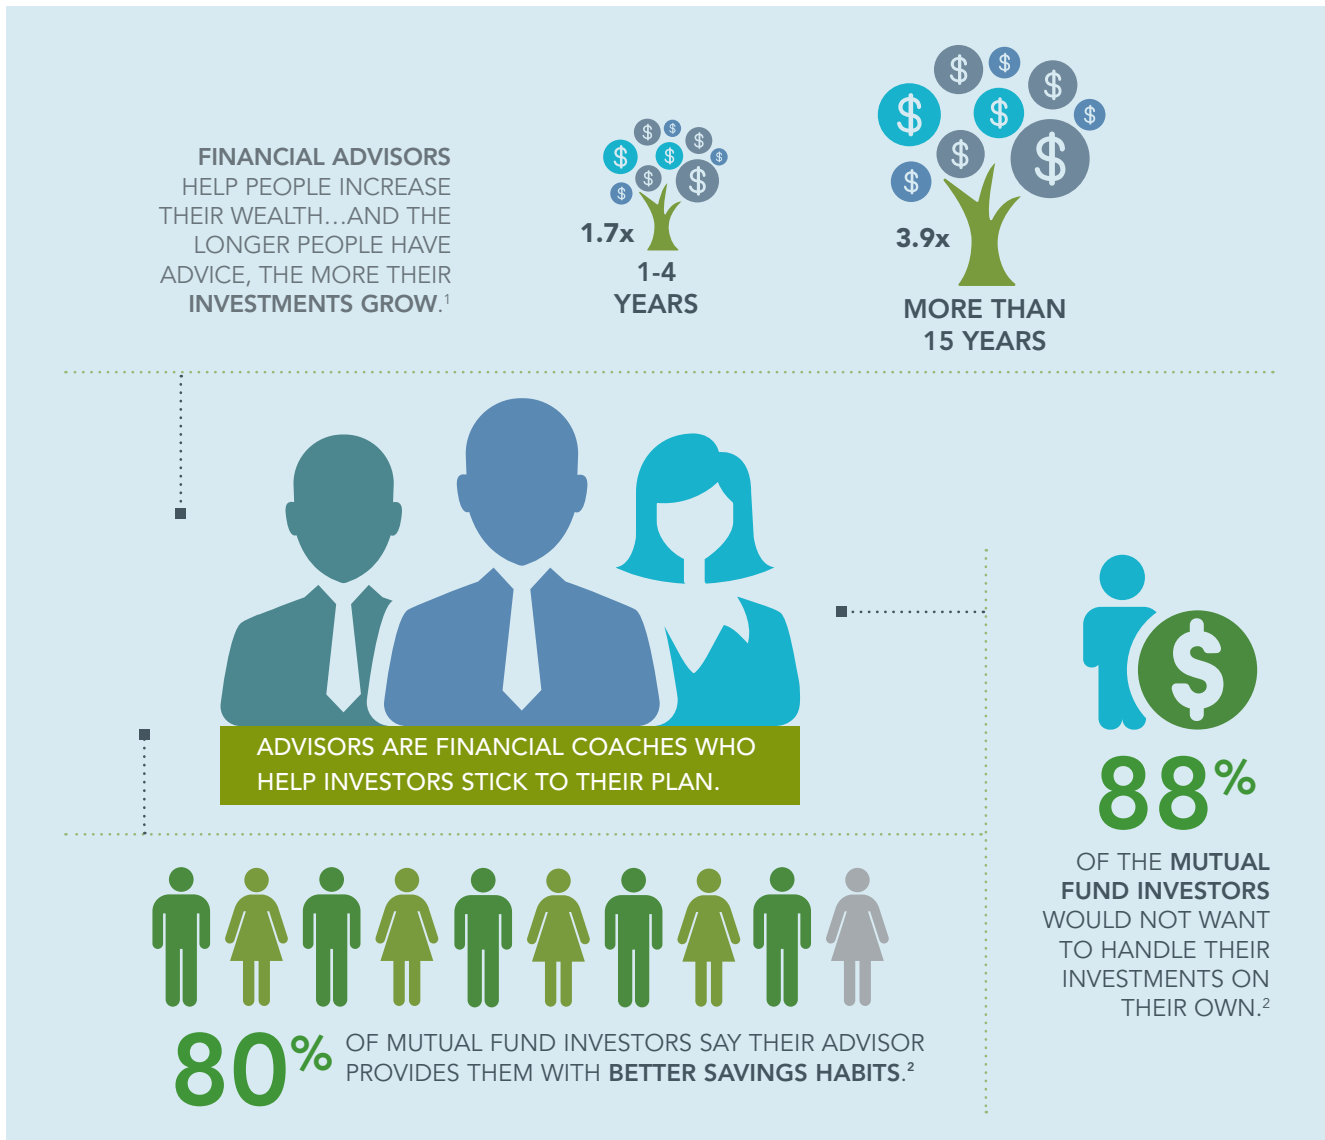 FINANCIAL ADVISORS
HELP PEOPLE INCREASE
THEIR WEALTH...AND THE
LONGER PEOPLE HAVE
ADVICE, THE MORE THEIR
INVESTMENTS GROW.¹
$ $ $ $ $ $ $ $ $
1.7x
1-4
YEARS
$ $ $ $ $ $ $ $ $
3.9x
MORE THAN
15 YEARS
ADVISORS ARE FINANCIAL COACHES WHO
HELP INVESTORS STICK TO THEIR PLAN.
$
88%
OF THE MUTUAL
FUND INVESTORS
WOULD NOT WANT
TO HANDLE THEIR
INVESTMENTS ON
THEIR OWN.²
80%
OF MUTUAL FUND INVESTORS SAY THEIR ADVISOR
PROVIDES THEM WITH BETTER SAVINGS HABITS.²